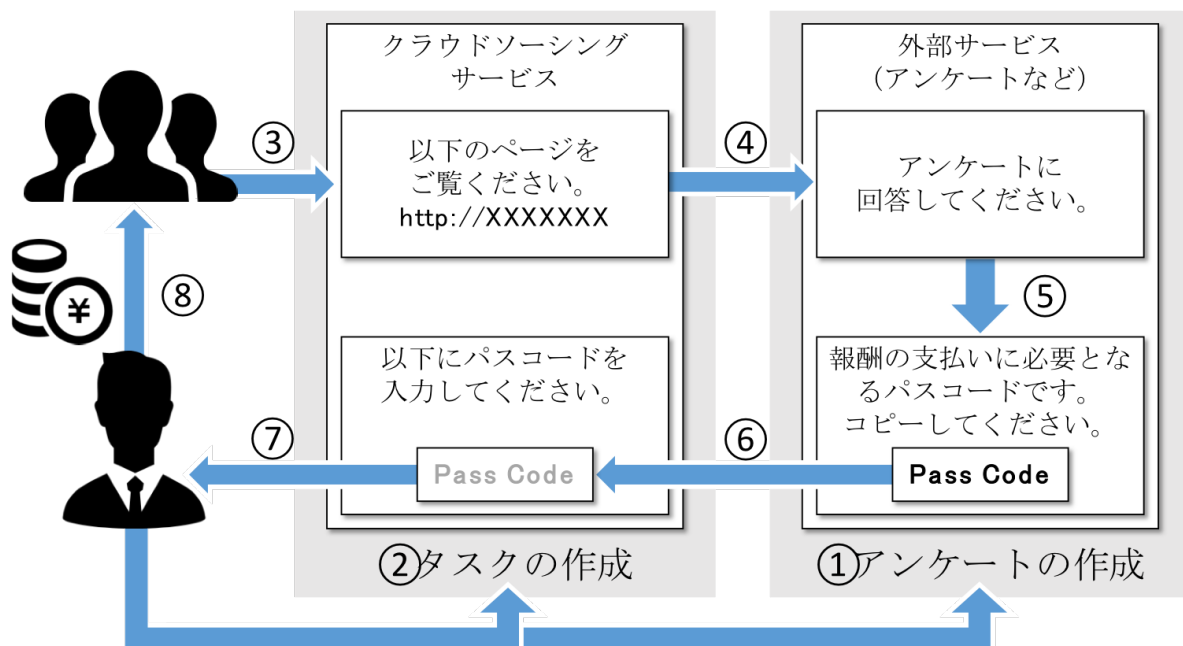 クラウドソーシング
サービス
外部サービス
（アンケートなど）
③
以下のページを
ご覧ください。
http://XXXXXXX
④
アンケートに
回答してください。
¥
⑧
⑤
以下にパスコードを
入力してください。
報酬の支払いに必要とな
るパスコードです。
コピーしてください。
⑦
Pass Code
⑥
Pass Code
②タスクの作成
①アンケートの作成